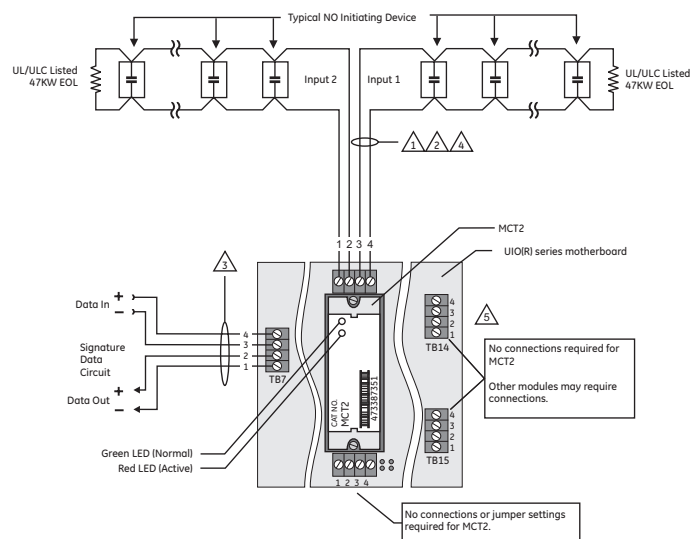 Typical NO Initiating Device
UL/ULC Listed
47KW EOL
Input 2
Input 1
UL/ULC Listed
47KW EOL
1
2
4
1 2 3 4
MCT2
UIO(R) series motherboard
3
Data In
+
−
Signature
Data
Circuit
Data Out
+
−
4
3
2
1
TB7
CAT NO.
MCT2
473387351
4
3
2
1
TB14
5
No connections required for
MCT2
Other modules may require
connections.
4
3
2
1
TB15
Green LED (Normal)
Red LED (Active)
1 2 3 4
No connections or jumper settings
required for MCT2.